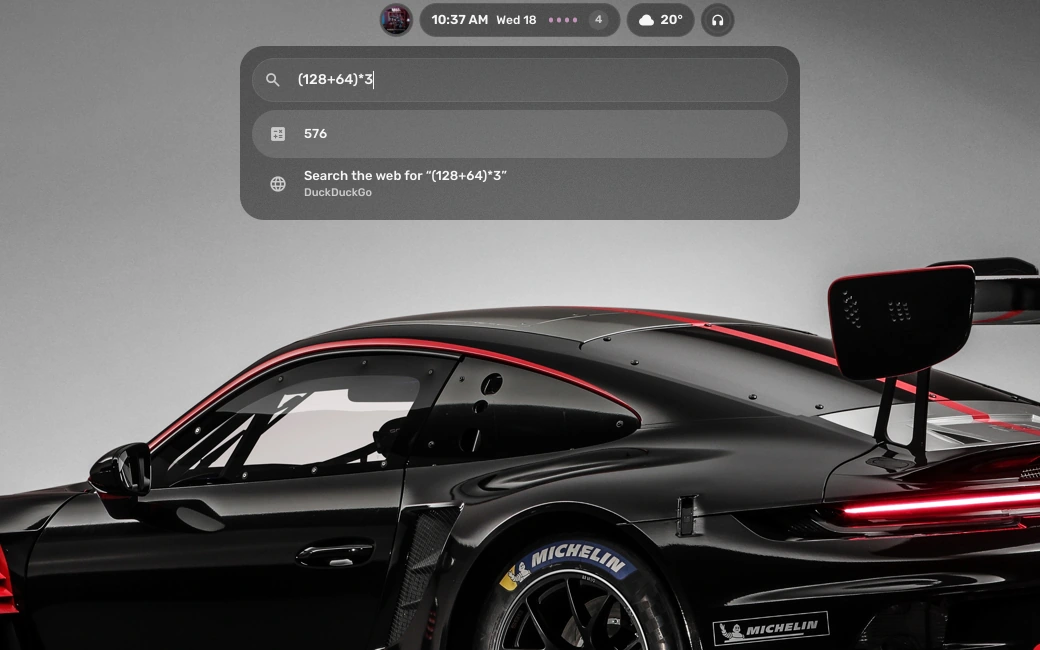 10:37 AM Wed 18 4 20°
(128+64)*3
576
Search the web for “(128+64)*3”
DuckDuckGo
MICHELIN
MICHELIN